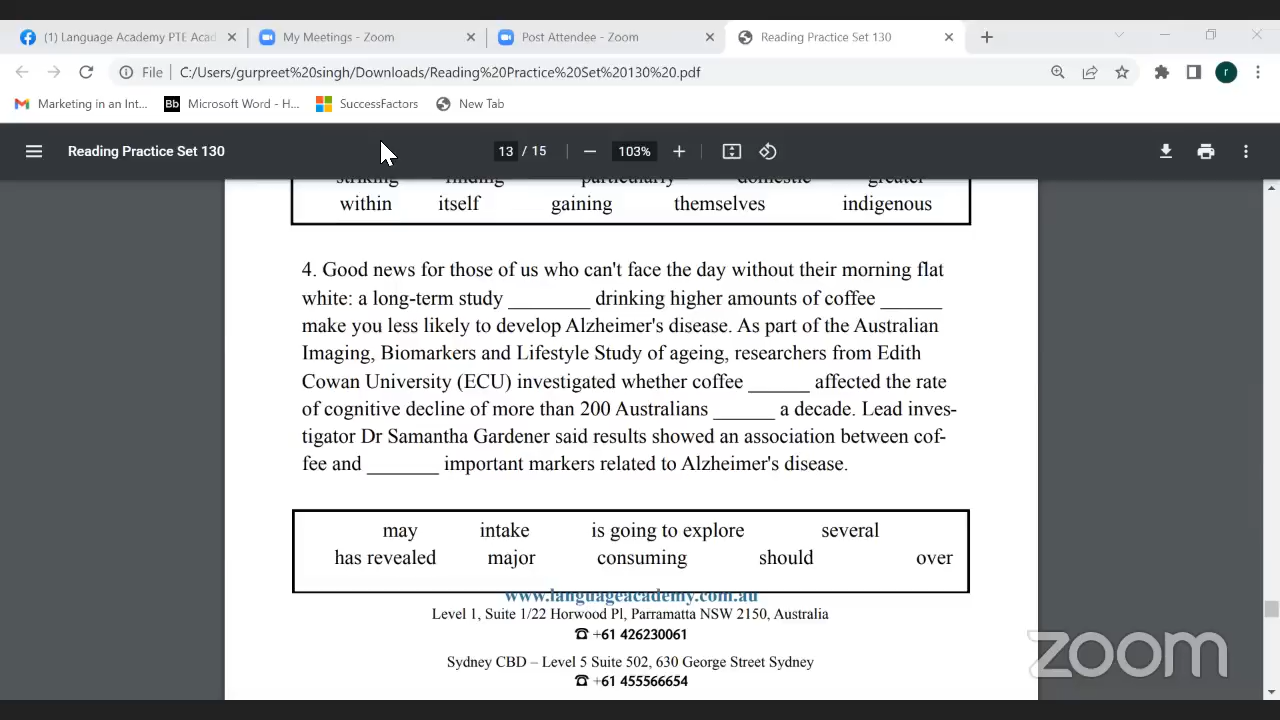 (1) Language Academy PTE Acad
My Meetings - Zoom
Post Attendee - Zoom
Reading Practice Set 130
File
C:/Users/gurpreet%20singh/Downloads/Reading%20Practice%20Set%20130%20.pdf
r
Marketing in an Int...
Bb
Microsoft Word - H...
SuccessFactors
New Tab
Reading Practice Set 130
13 / 15
103%
striking finding particularly domestic greater
within itself gaining themselves indigenous
4. Good news for those of us who can't face the day without their morning flat
white: a long-term study ________ drinking higher amounts of coffee ______
make you less likely to develop Alzheimer's disease. As part of the Australian
Imaging, Biomarkers and Lifestyle Study of ageing, researchers from Edith
Cowan University (ECU) investigated whether coffee ______ affected the rate
of cognitive decline of more than 200 Australians ______ a decade. Lead inves-
tigator Dr Samantha Gardener said results showed an association between cof-
fee and _______ important markers related to Alzheimer's disease.
may intake is going to explore several
has revealed major consuming should over
www.languageacademy.com.au
Level 1, Suite 1/22 Horwood Pl, Parramatta NSW 2150, Australia
☎ +61 426230061
Sydney CBD – Level 5 Suite 502, 630 George Street Sydney
☎ +61 455566654
zoom